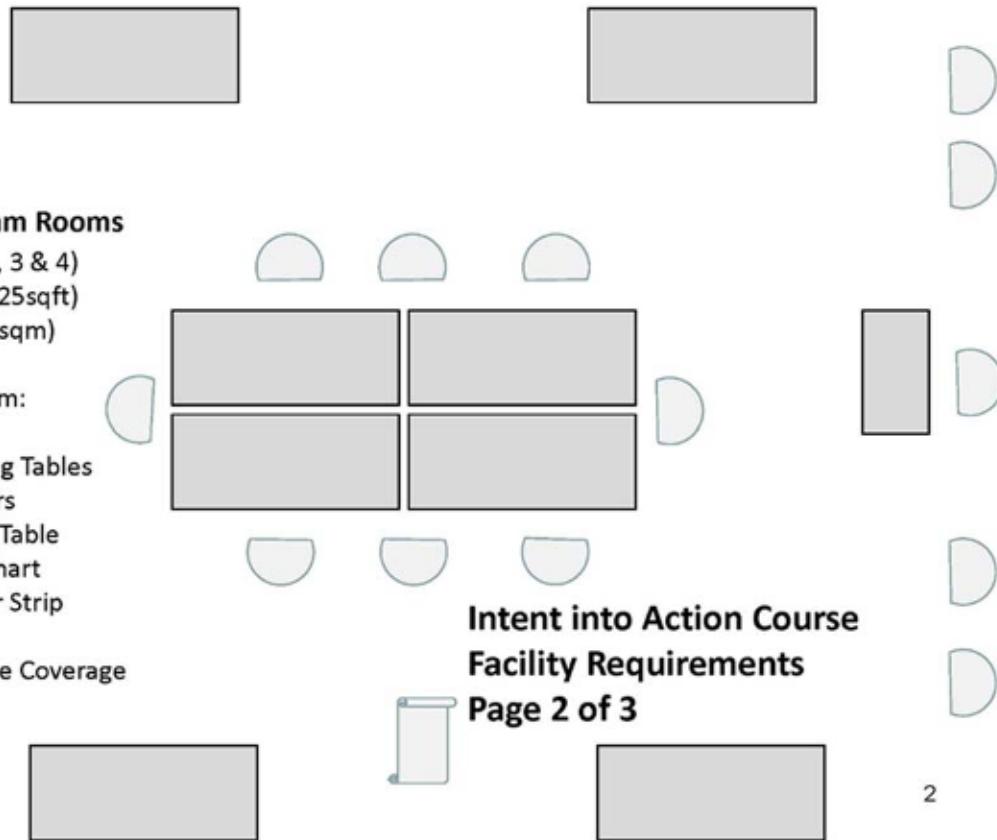 am Rooms
, 3 & 4)
25sqft)
sqm)
m:
g Tables
rs
Table
hart
r Strip
e Coverage
Intent into Action Course
Facility Requirements
Page 2 of 3
2